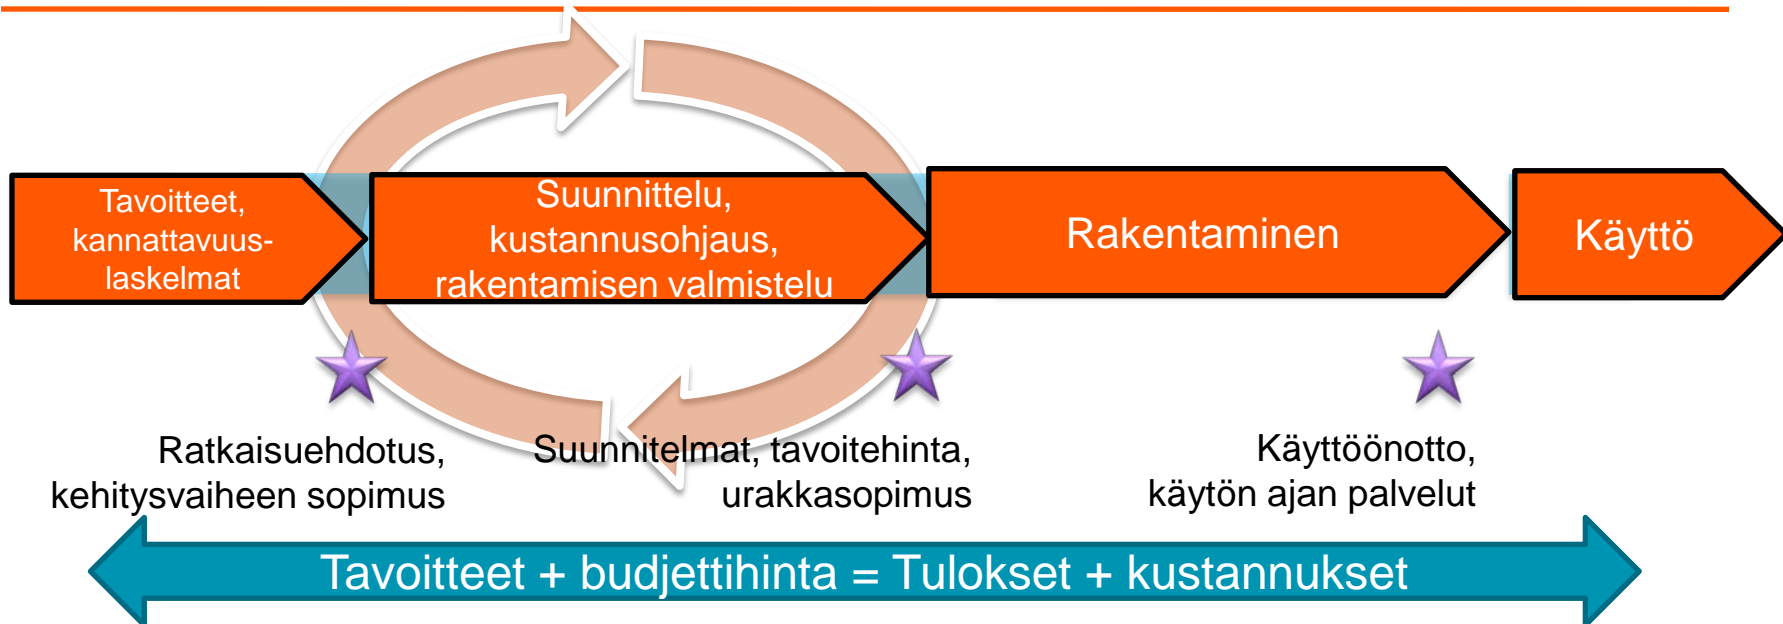 Tavoitteet,
kannattavuus-
laskelmat
Suunnittelu,
kustannusohjaus,
rakentamisen valmistelu
Rakentaminen
Käyttö
Ratkaisuehdotus,
kehitysvaiheen sopimus
Suunnitelmat, tavoitehinta,
urakkasopimus
Käyttöönotto,
käytön ajan palvelut
Tavoitteet + budjettihinta = Tulokset + kustannukset